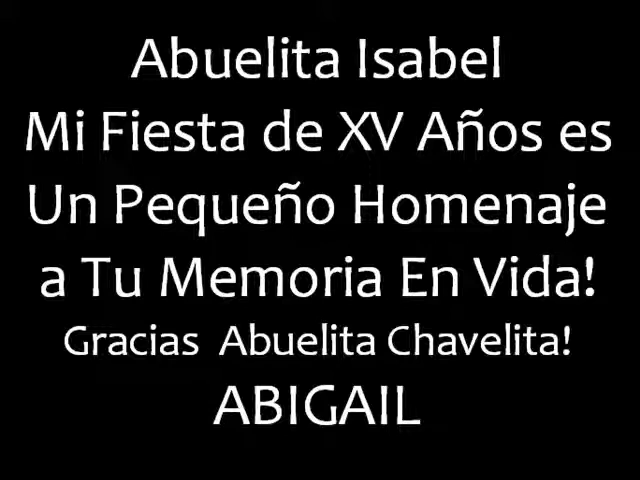 Abuelita Isabel
Mi Fiesta de XV Años es
Un Pequeño Homenaje
a Tu Memoria En Vida!
Gracias Abuelita Chavelita!
ABIGAIL